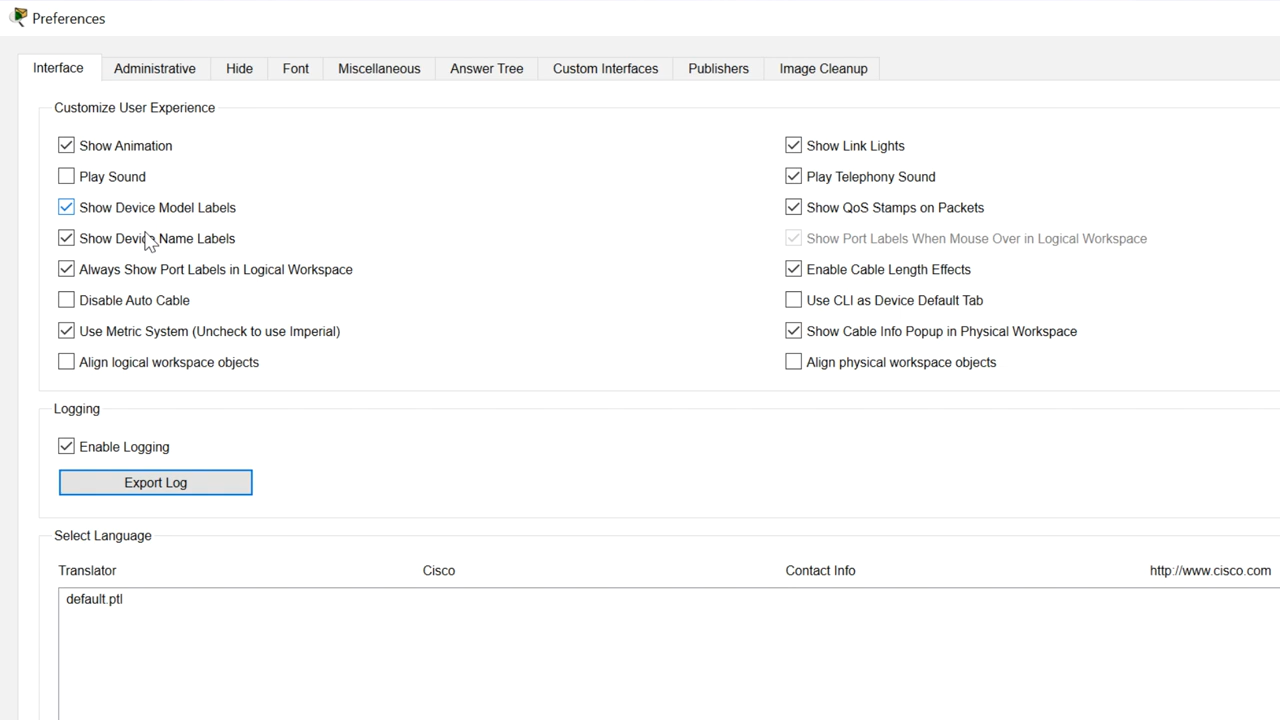 Preferences
Interface
Administrative
Hide
Font
Miscellaneous
Answer Tree
Custom Interfaces
Publishers
Image Cleanup
Customize User Experience
Show Animation
Show Link Lights
Play Sound
Play Telephony Sound
Show Device Model Labels
Show QoS Stamps on Packets
Show Device Name Labels
Show Port Labels When Mouse Over in Logical Workspace
Always Show Port Labels in Logical Workspace
Enable Cable Length Effects
Disable Auto Cable
Use CLI as Device Default Tab
Use Metric System (Uncheck to use Imperial)
Show Cable Info Popup in Physical Workspace
Align logical workspace objects
Align physical workspace objects
Logging
Enable Logging
Export Log
Select Language
Translator
Cisco
Contact Info
http://www.cisco.com
default.ptl